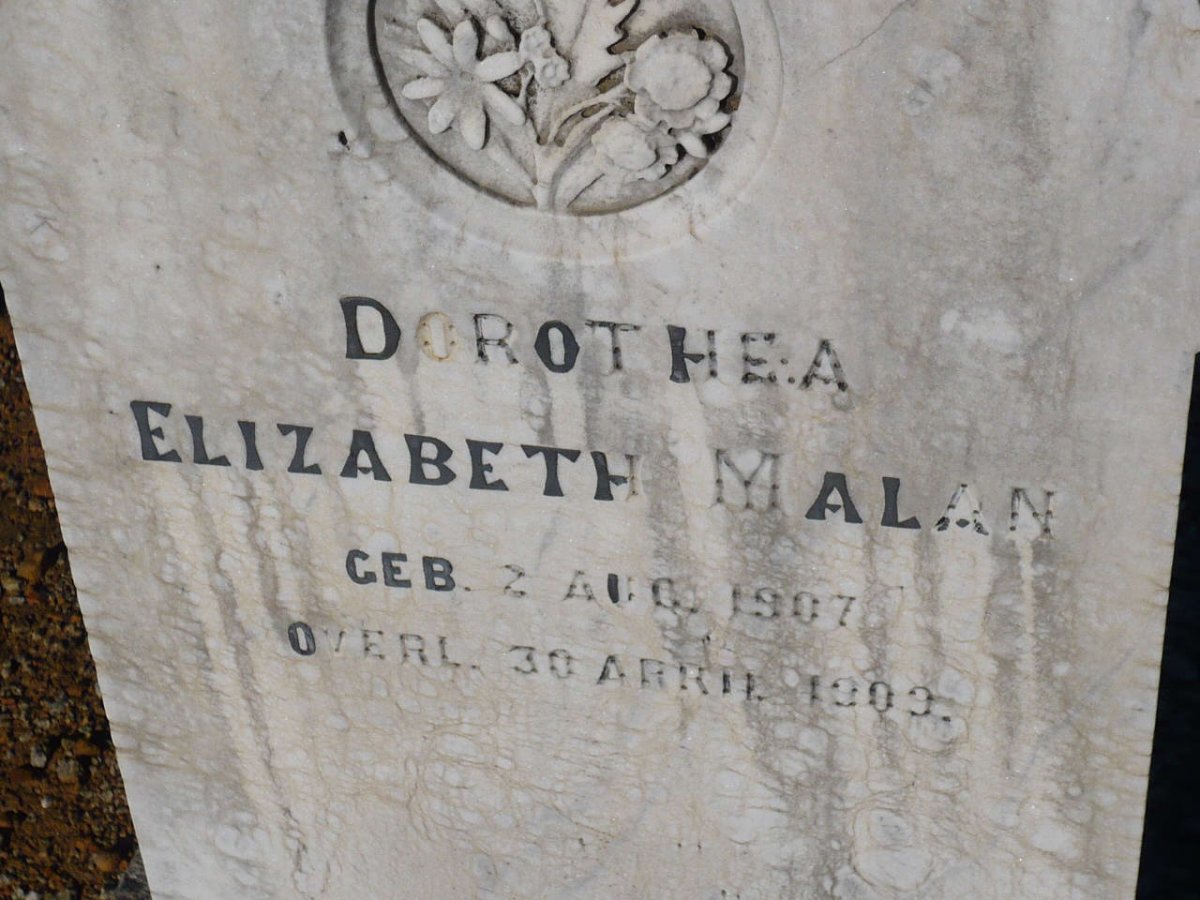 DOROTHEA
ELIZABETH MALAN
GEB. 2 AUG. 1907
OVERL. 30 APRIL 1909.